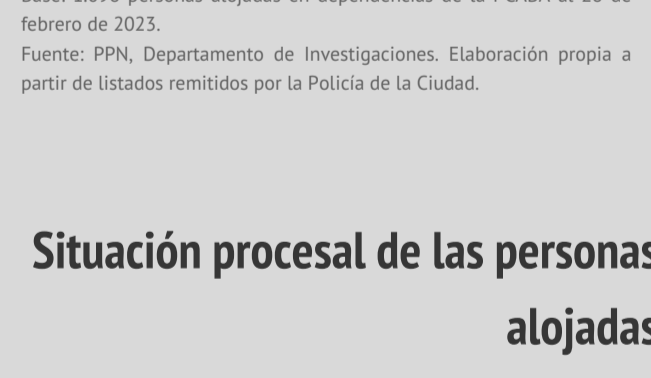 febrero de 2023.
Fuente: PPN, Departamento de Investigaciones. Elaboración propia a
partir de listados remitidos por la Policía de la Ciudad.
Situación procesal de las personas
alojadas